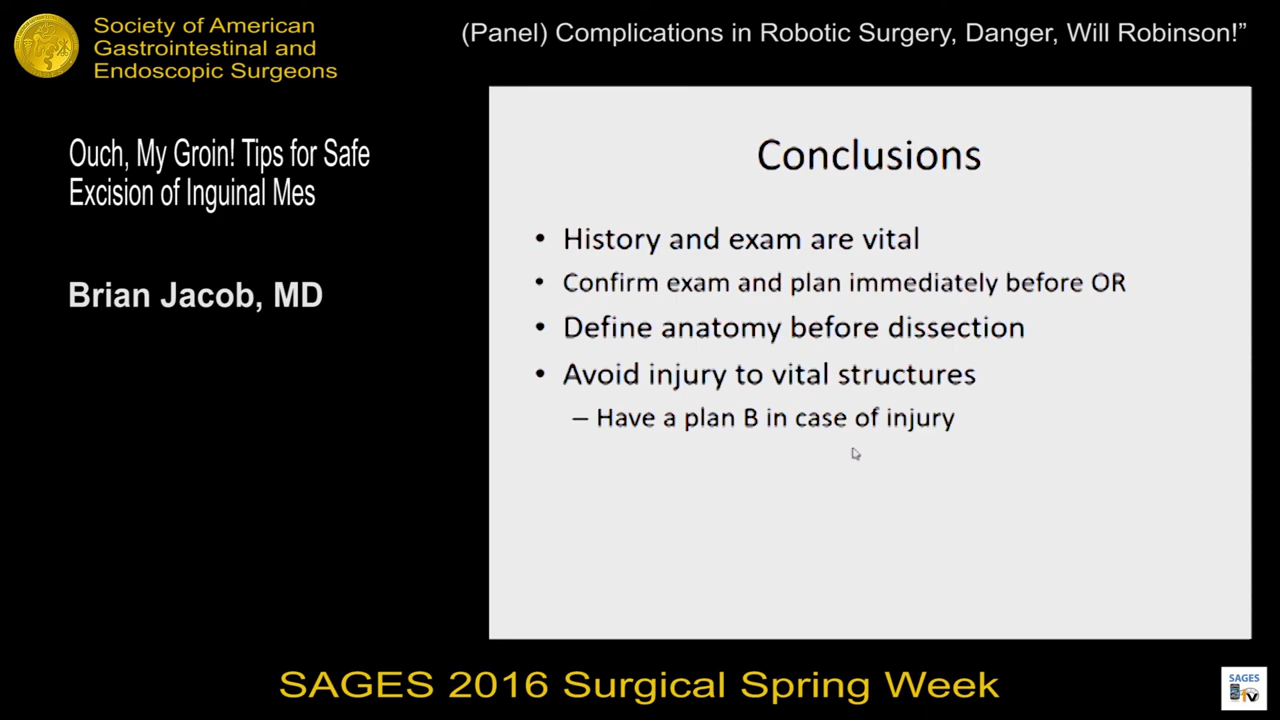 Society of American
Gastrointestinal and
Endoscopic Surgeons
(Panel) Complications in Robotic Surgery, Danger, Will Robinson!”
Ouch, My Groin! Tips for Safe
Excision of Inguinal Mes
Brian Jacob, MD
Conclusions
• History and exam are vital
• Confirm exam and plan immediately before OR
• Define anatomy before dissection
• Avoid injury to vital structures
– Have a plan B in case of injury
SAGES 2016 Surgical Spring Week
SAGES
TV